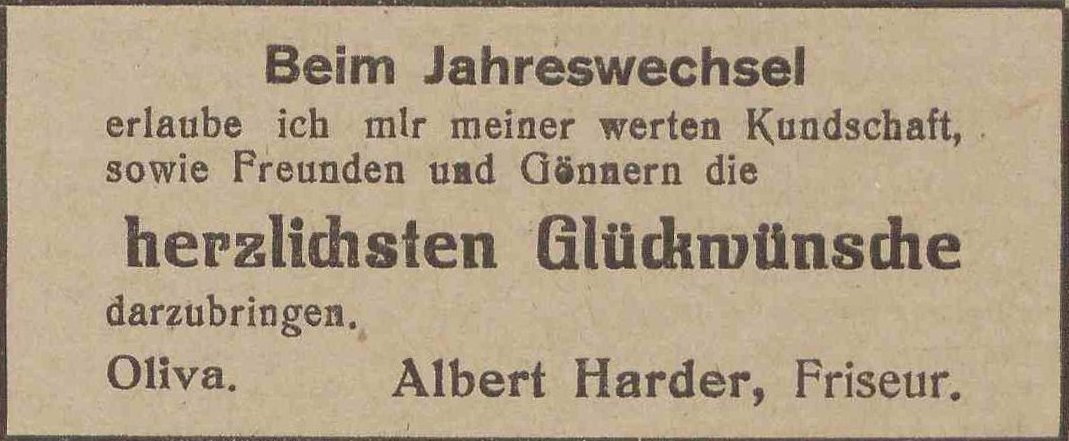 Beim Jahreswechsel
erlaube ich mir meiner werten Kundschaft,
sowie Freunden und Gönnern die
herzlichsten Glückwünsche
darzubringen.
Oliva. Albert Harder, Friseur.